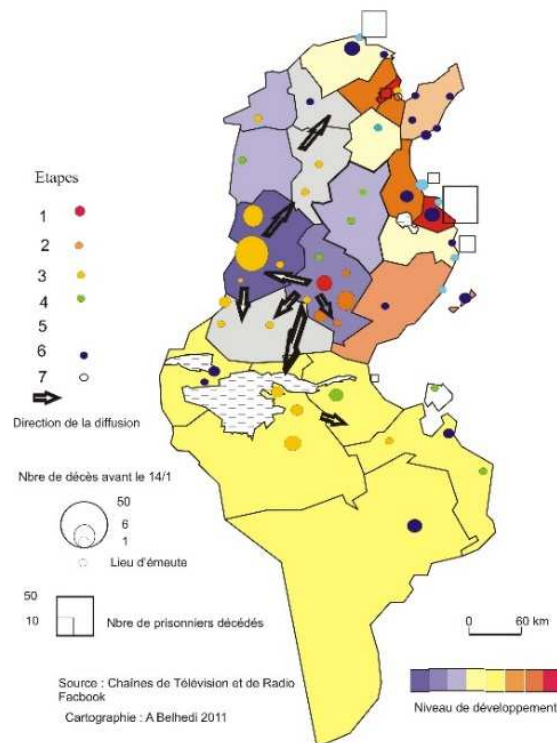 Etapes
1
2
3
4
5
6
7
Direction de la diffusion
Nbre de décès avant le 14/1
50
6
1
Lieu d'émeute
50
10
Nbre de prisonniers décédés
Source : Chaînes de Télévision et de Radio
Facbook
Cartographie : A Belhedi 2011
0 60 km
Niveau de développement